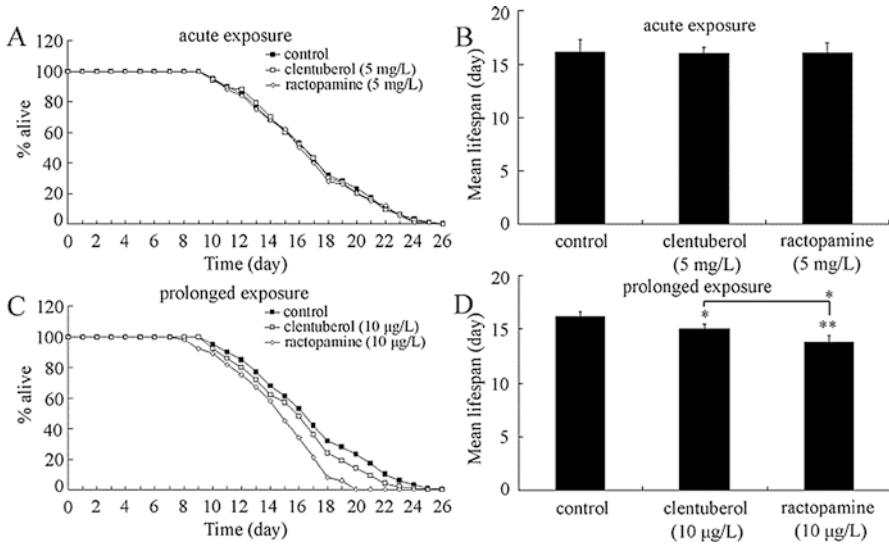 A
acute exposure
control
clentuberol (5 mg/L)
ractopamine (5 mg/L)
120
100
80
60
40
20
0
% alive
0 2 4 6 8 10 12 14 16 18 20 22 24 26
Time (day)
B
acute exposure
20
15
10
5
0
Mean lifespan (day)
control clentuberol ractopamine
(5 mg/L) (5 mg/L)
C
prolonged exposure
control
clentuberol (10 μg/L)
ractopamine (10 μg/L)
120
100
80
60
40
20
0
% alive
0 2 4 6 8 10 12 14 16 18 20 22 24 26
Time (day)
D
prolonged exposure
*
*
**
20
15
10
5
0
Mean lifespan (day)
control clentuberol ractopamine
(10 μg/L) (10 μg/L)